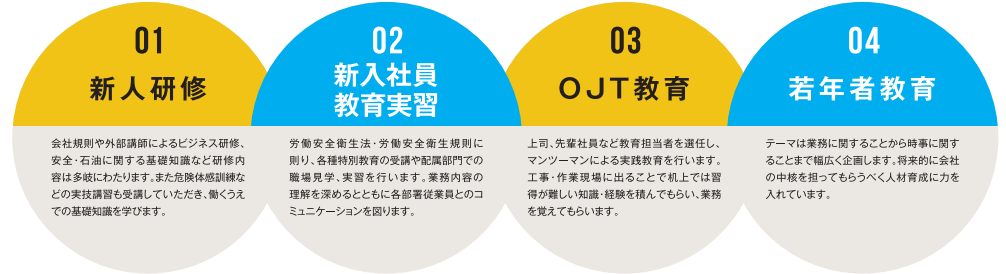 01
新人研修
会社規則や外部講師によるビジネス研修、
安全・石油に関する基礎知識など研修内
容は多岐にわたります。また危険体感訓練な
どの実技講習も受講していただき、働くうえ
での基礎知識を学びます。
02
新入社員
教育実習
労働安全衛生法・労働安全衛生規則に
則り、各種特別教育の受講や配属部門での
職場見学、実習を行います。業務内容の
理解を深めるとともに各部署従業員とのコ
ミュニケーションを図ります。
03
OJT教育
上司、先輩社員など教育担当者を選任し、
マンツーマンによる実践教育を行います。
工事・作業現場に出ることで机上では習
得が難しい知識・経験を積んでもらい、業務
を覚えてもらいます。
04
若年者教育
テーマは業務に関することから時事に関す
ることまで幅広く企画します。将来的に会社
の中核を担ってもらうべく人材育成に力を
入れています。